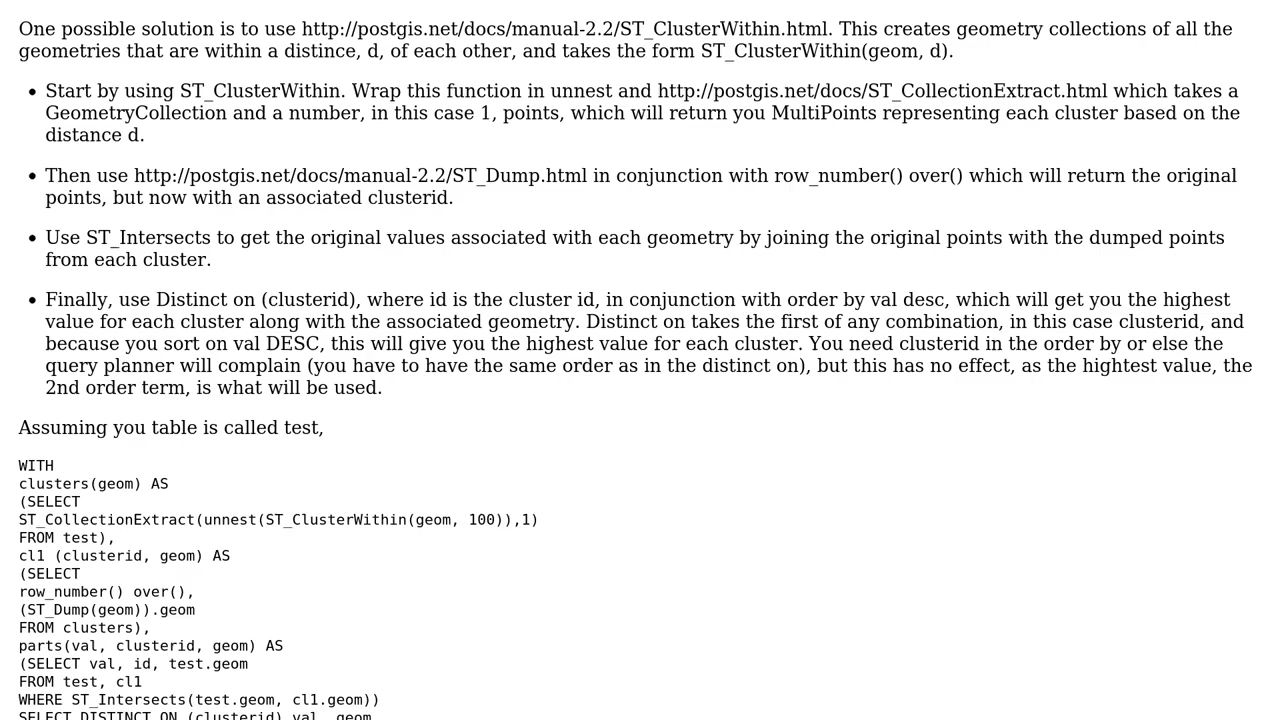 One possible solution is to use http://postgis.net/docs/manual-2.2/ST_ClusterWithin.html. This creates geometry collections of all the
geometries that are within a distince, d, of each other, and takes the form ST_ClusterWithin(geom, d).
• Start by using ST_ClusterWithin. Wrap this function in unnest and http://postgis.net/docs/ST_CollectionExtract.html which takes a
GeometryCollection and a number, in this case 1, points, which will return you MultiPoints representing each cluster based on the
distance d.
• Then use http://postgis.net/docs/manual-2.2/ST_Dump.html in conjunction with row_number() over() which will return the original
points, but now with an associated clusterid.
• Use ST_Intersects to get the original values associated with each geometry by joining the original points with the dumped points
from each cluster.
• Finally, use Distinct on (clusterid), where id is the cluster id, in conjunction with order by val desc, which will get you the highest
value for each cluster along with the associated geometry. Distinct on takes the first of any combination, in this case clusterid, and
because you sort on val DESC, this will give you the highest value for each cluster. You need clusterid in the order by or else the
query planner will complain (you have to have the same order as in the distinct on), but this has no effect, as the hightest value, the
2nd order term, is what will be used.
Assuming you table is called test,
WITH
clusters(geom) AS
(SELECT
ST_CollectionExtract(unnest(ST_ClusterWithin(geom, 100)),1)
FROM test),
cl1 (clusterid, geom) AS
(SELECT
row_number() over(),
(ST_Dump(geom)).geom
FROM clusters),
parts(val, clusterid, geom) AS
(SELECT val, id, test.geom
FROM test, cl1
WHERE ST_Intersects(test.geom, cl1.geom))
SELECT DISTINCT ON (clusterid) val, geom